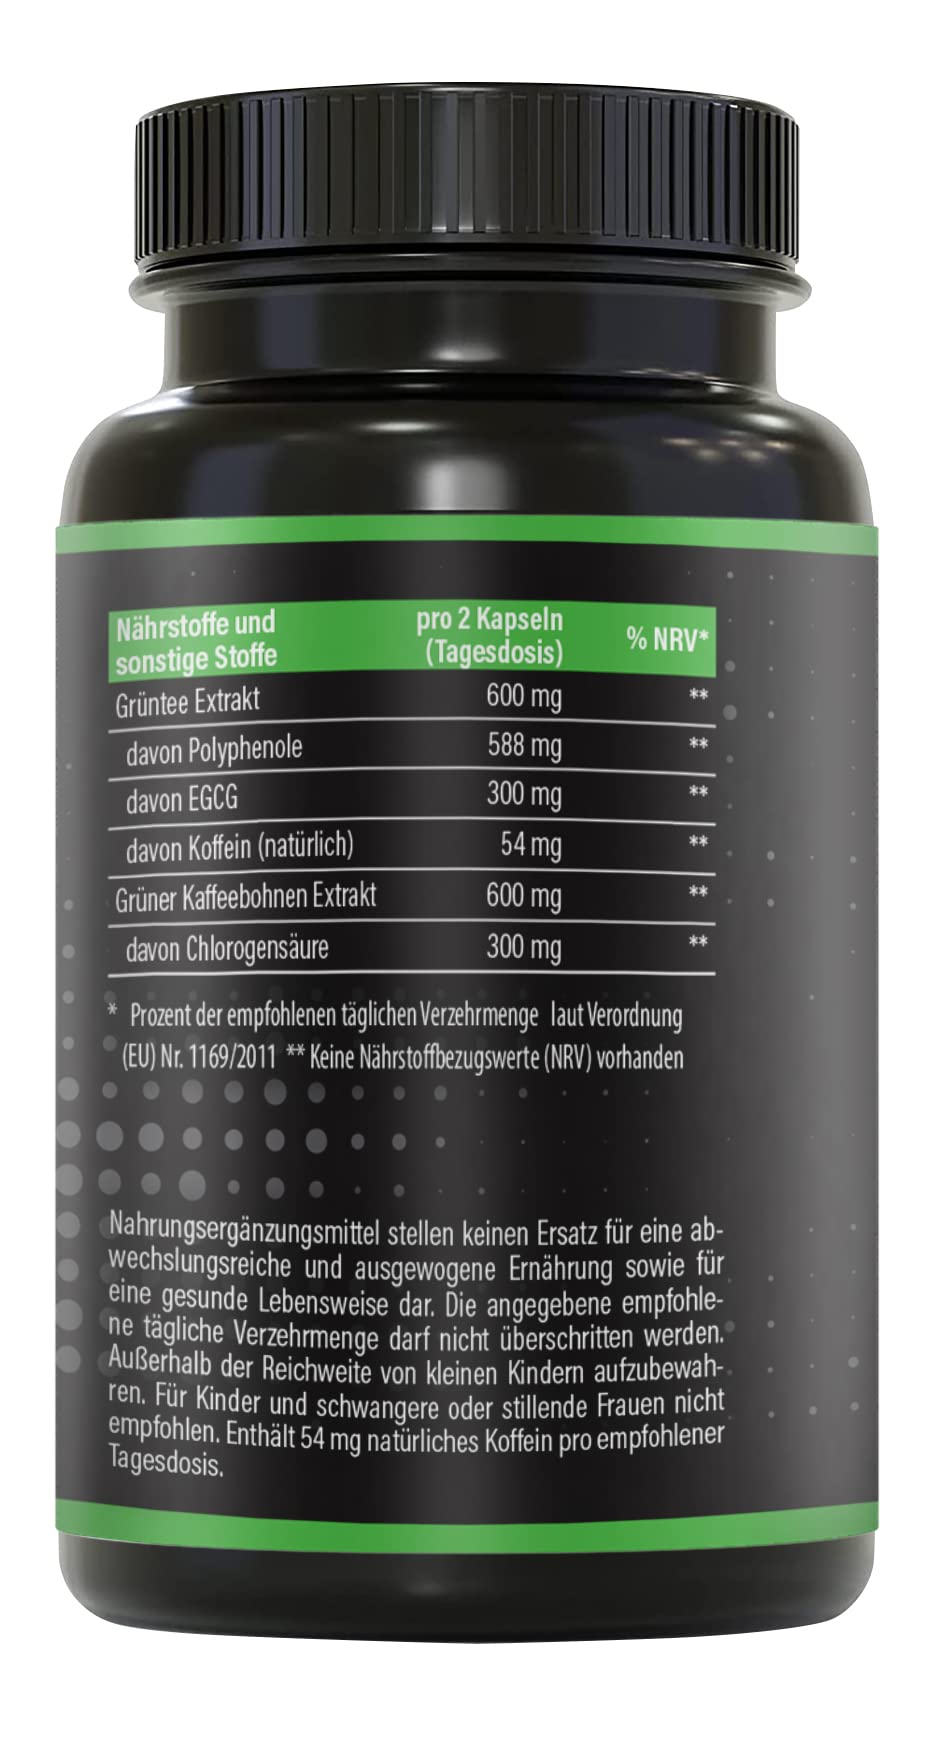 Nährstoffe und sonstige Stoffe pro 2 Kapseln (Tagesdosis) % NRV*
Grüntee Extrakt 600 mg **
davon Polyphenole 588 mg **
davon EGCG 300 mg **
davon Koffein (natürlich) 54 mg **
Grüner Kaffeebohnen Extrakt 600 mg **
davon Chlorogensäure 300 mg **
* Prozent der empfohlenen täglichen Verzehrmenge laut Verordnung
(EU) Nr. 1169/2011 ** Keine Nährstoffbezugswerte (NRV) vorhanden
Nahrungsergänzungsmittel stellen keinen Ersatz für eine ab-
wechslungsreiche und ausgewogene Ernährung sowie für
eine gesunde Lebensweise dar. Die angegebene empfohle-
ne tägliche Verzehrmenge darf nicht überschritten werden.
Außerhalb der Reichweite von kleinen Kindern aufzubewah-
ren. Für Kinder und schwangere oder stillende Frauen nicht
empfohlen. Enthält 54 mg natürliches Koffein pro empfohlener
Tagesdosis.